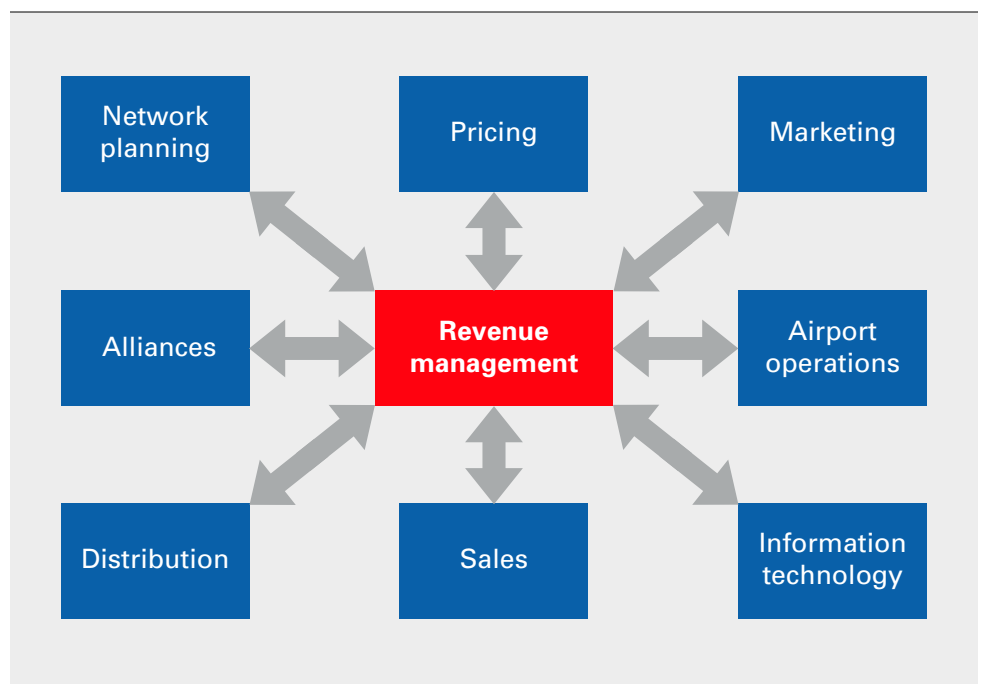 Network
planning
Pricing
Marketing
Alliances
Revenue
management
Airport
operations
Distribution
Sales
Information
technology